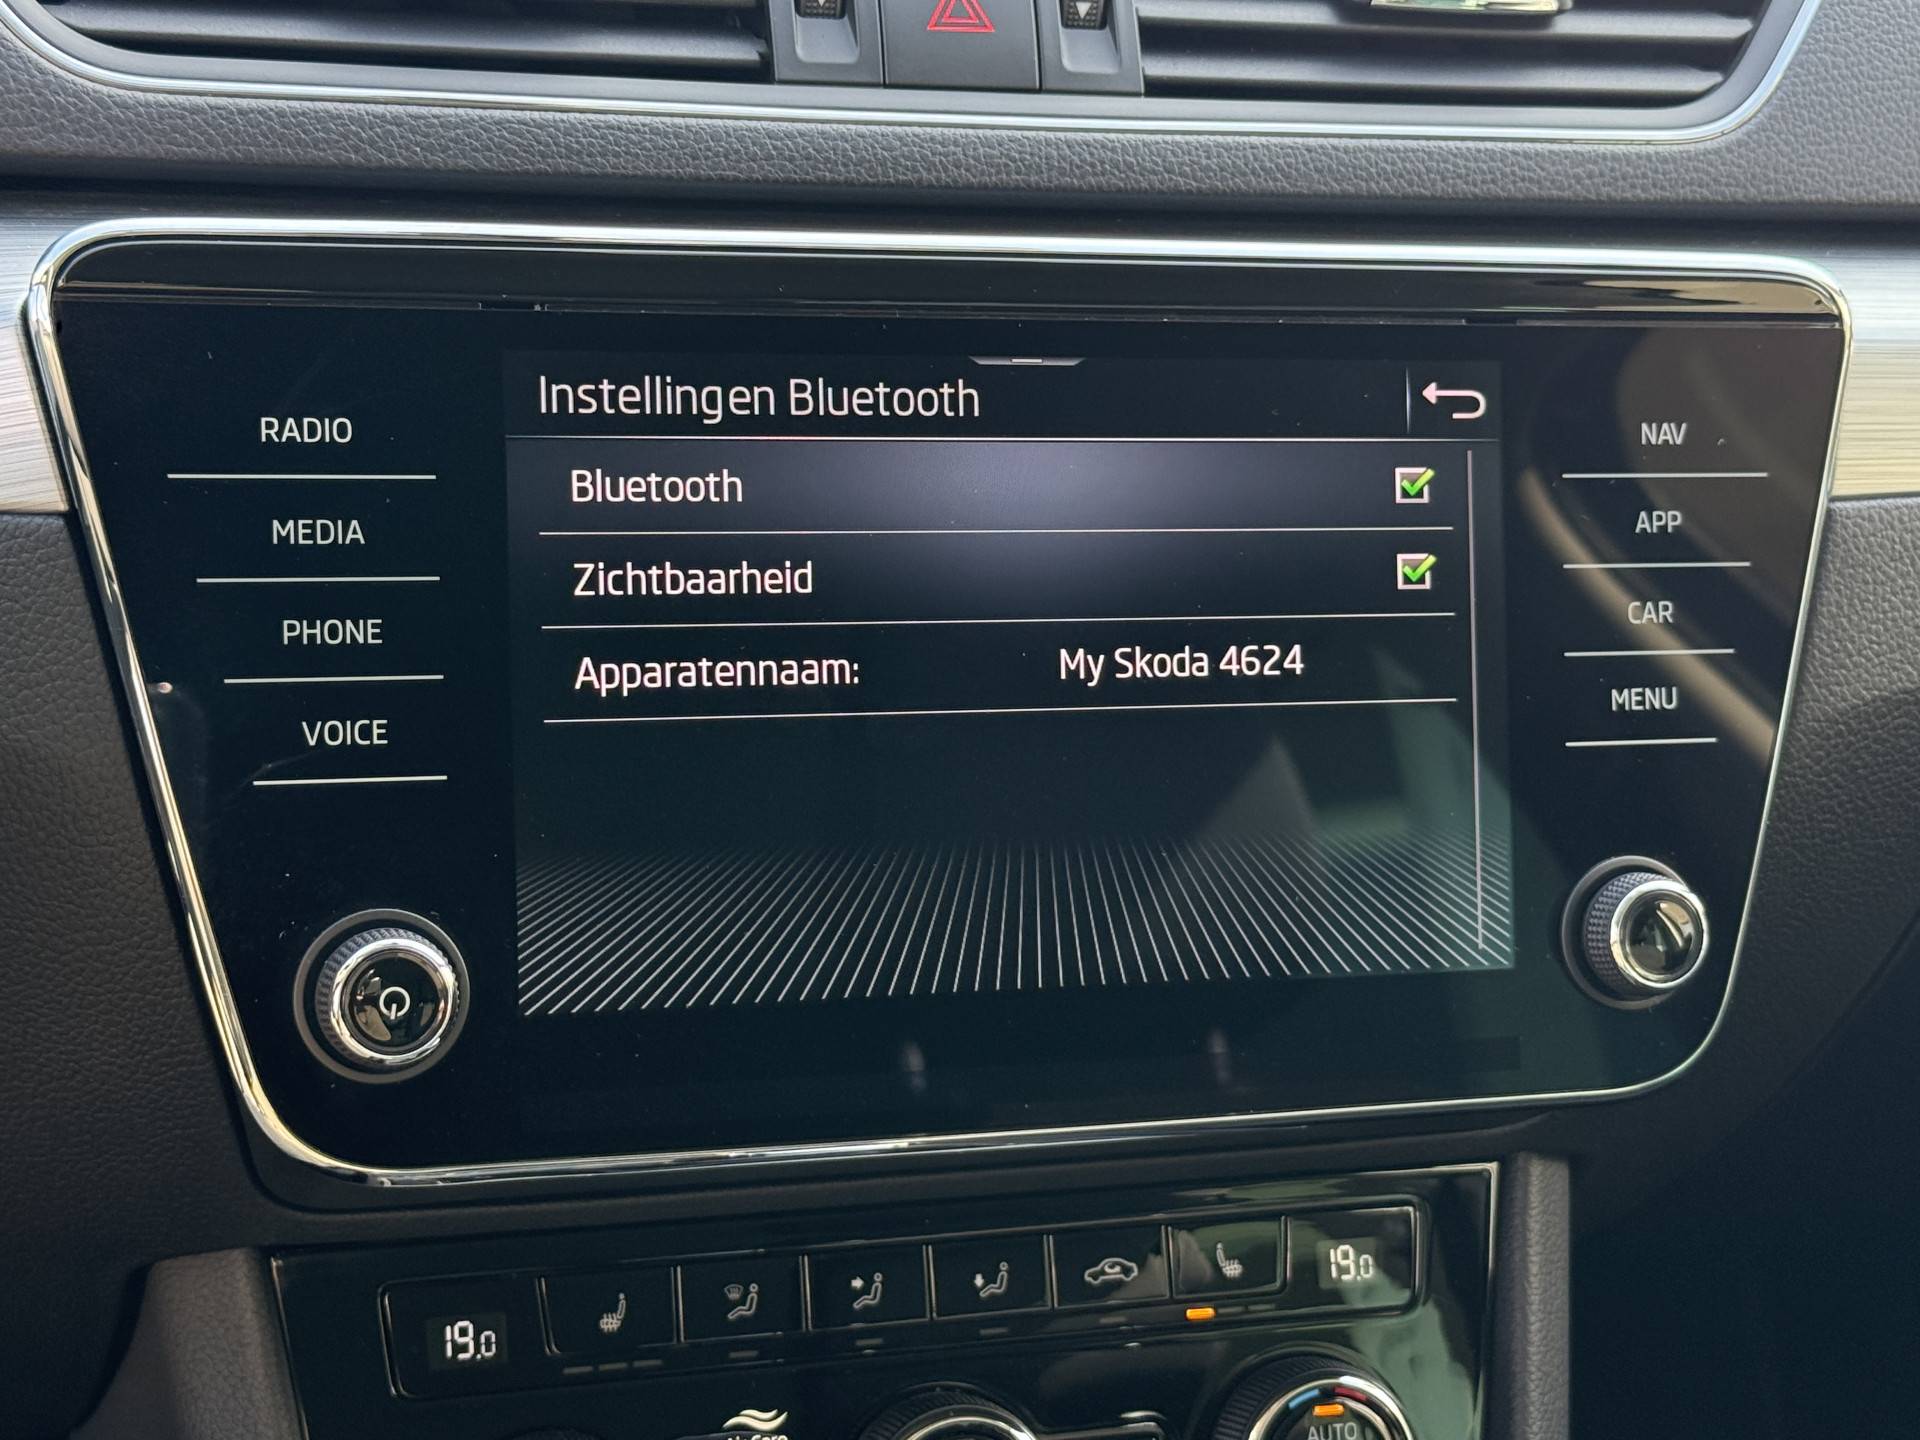 Instellingen Bluetooth
Bluetooth
Zichtbaarheid
Apparatennaam: My Skoda 4624
RADIO
MEDIA
PHONE
VOICE
NAV
APP
CAR
MENU
19.0
19.0
AUTO